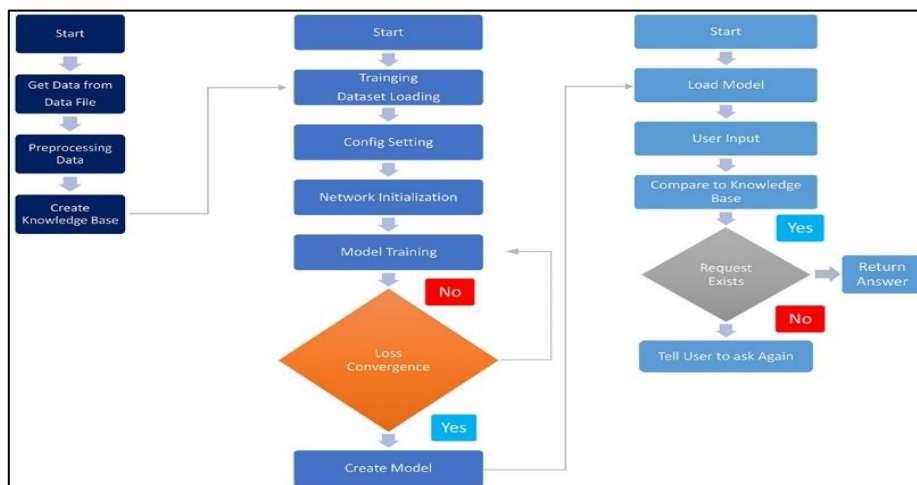 Start
Get Data from
Data File
Preprocessing
Data
Create
Knowledge Base
Start
Trainging
Dataset Loading
Config Setting
Network Initialization
Model Training
No
Loss
Convergence
Yes
Create Model
Start
Load Model
User Input
Compare to Knowledge
Base
Yes
Request
Exists
Return
Answer
No
Tell User to ask Again